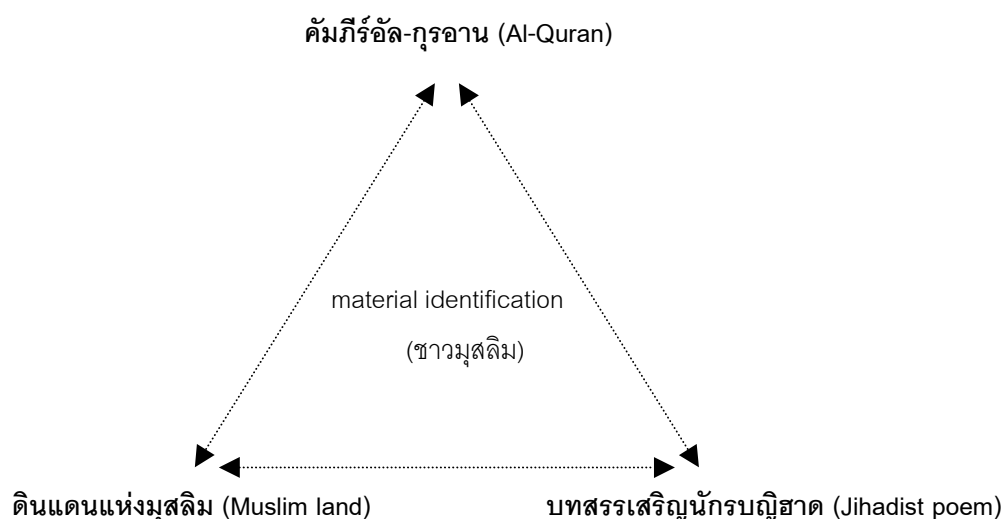 คัมภีร์อัล-กุรอาน (Al-Quran)
material identification
(ชาวมุสลิม)
ดินแดนแห่งมุสลิม (Muslim land)
บทสรรเสริญนักรบญิฮาด (Jihadist poem)